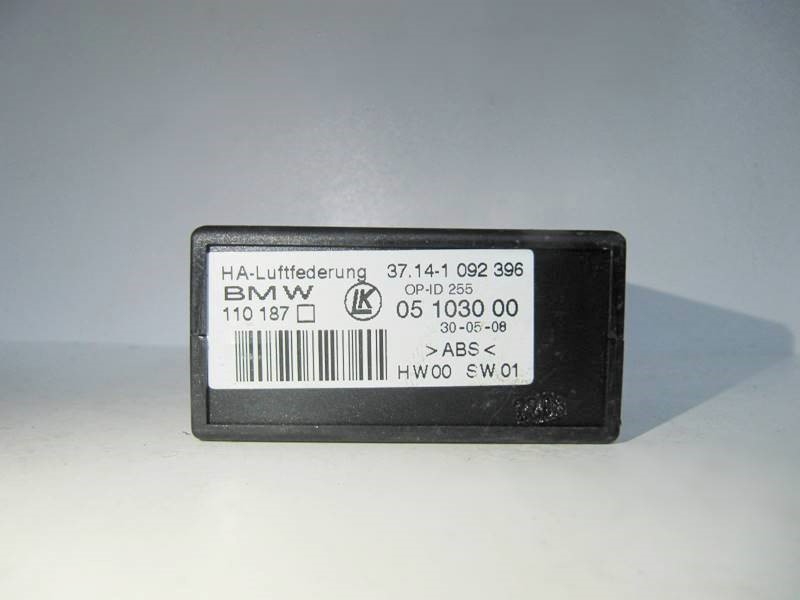 HA-Luftfederung 37.14-1 092 396
BMW LK OP-ID 255
110 187 05 1030 00
30-05-08
>ABS<
HW00 SW01